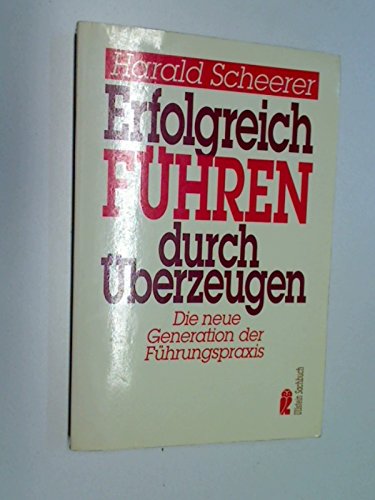 Harald Scheerer
Erfolgreich
FÜHREN
durch
Überzeugen
Die neue
Generation der
Führungspraxis
Ullstein Sachbuch